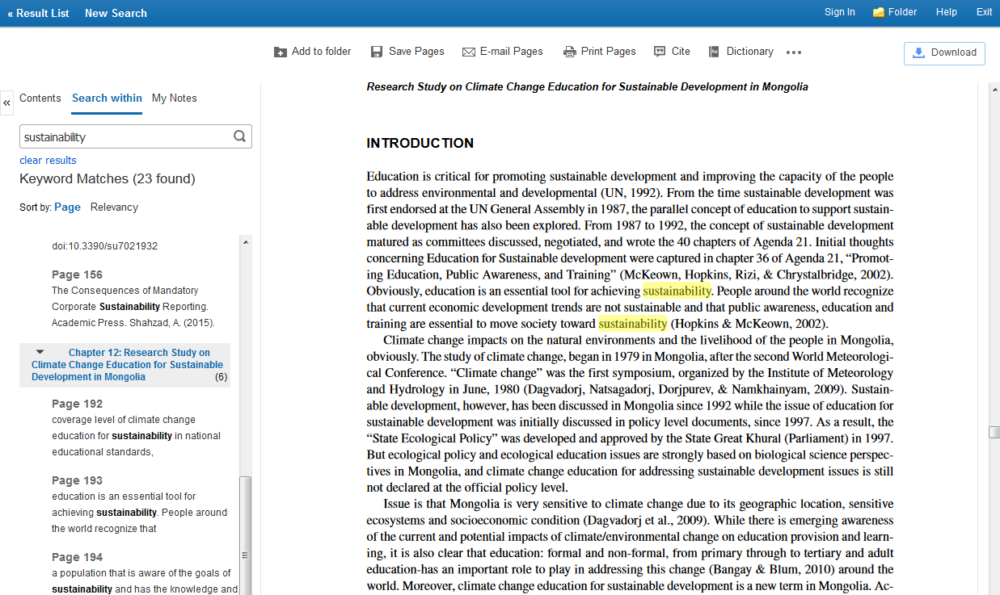 « Result List New Search Sign In Folder Help Exit
Add to folder Save Pages E-mail Pages Print Pages Cite Dictionary ••• Download
«
Contents Search within My Notes
sustainability
clear results
Keyword Matches (23 found)
Sort by: Page Relevancy
doi:10.3390/su7021932
Page 156
The Consequences of Mandatory
Corporate Sustainability Reporting.
Academic Press. Shahzad, A. (2015).
Chapter 12: Research Study on
Climate Change Education for Sustainable
Development in Mongolia (6)
Page 192
coverage level of climate change
education for sustainability in national
educational standards,
Page 193
education is an essential tool for
achieving sustainability. People around
the world recognize that
Page 194
a population that is aware of the goals of
sustainability and has the knowledge and
Research Study on Climate Change Education for Sustainable Development in Mongolia
INTRODUCTION
Education is critical for promoting sustainable development and improving the capacity of the people
to address environmental and developmental (UN, 1992). From the time sustainable development was
first endorsed at the UN General Assembly in 1987, the parallel concept of education to support sustain-
able development has also been explored. From 1987 to 1992, the concept of sustainable development
matured as committees discussed, negotiated, and wrote the 40 chapters of Agenda 21. Initial thoughts
concerning Education for Sustainable development were captured in chapter 36 of Agenda 21, “Promot-
ing Education, Public Awareness, and Training” (McKeown, Hopkins, Rizi, & Chrystalbridge, 2002).
Obviously, education is an essential tool for achieving sustainability. People around the world recognize
that current economic development trends are not sustainable and that public awareness, education and
training are essential to move society toward sustainability (Hopkins & McKeown, 2002).
Climate change impacts on the natural environments and the livelihood of the people in Mongolia,
obviously. The study of climate change, began in 1979 in Mongolia, after the second World Meteorologi-
cal Conference. “Climate change” was the first symposium, organized by the Institute of Meteorology
and Hydrology in June, 1980 (Dagvadorj, Natsagadorj, Dorjpurev, & Namkhainyam, 2009). Sustain-
able development, however, has been discussed in Mongolia since 1992 while the issue of education for
sustainable development was initially discussed in policy level documents, since 1997. As a result, the
“State Ecological Policy” was developed and approved by the State Great Khural (Parliament) in 1997.
But ecological policy and ecological education issues are strongly based on biological science perspec-
tives in Mongolia, and climate change education for addressing sustainable development issues is still
not declared at the official policy level.
Issue is that Mongolia is very sensitive to climate change due to its geographic location, sensitive
ecosystems and socioeconomic condition (Dagvadorj et al., 2009). While there is emerging awareness
of the current and potential impacts of climate/environmental change on education provision and learn-
ing, it is also clear that education: formal and non-formal, from primary through to tertiary and adult
education-has an important role to play in addressing this change (Bangay & Blum, 2010) around the
world. Moreover, climate change education for sustainable development is a new term in Mongolia. Ac-